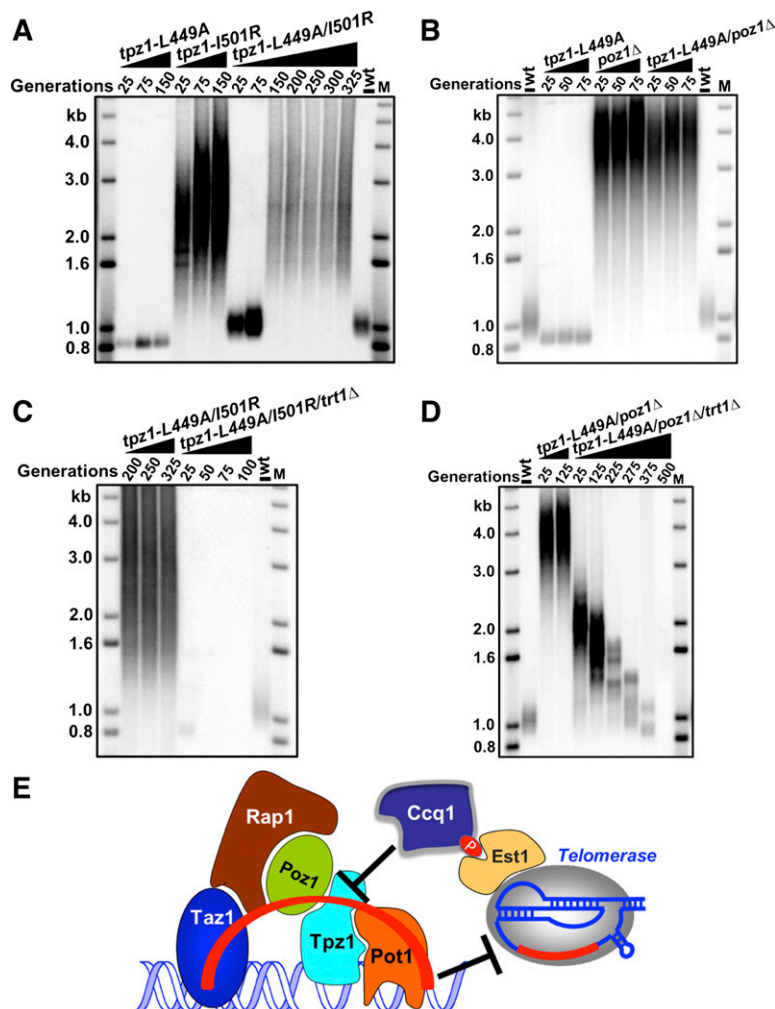 A
tpz1-L449A
tpz1-I501R
tpz1-L449A/I501R
Generations 25 75 150 25 75 150 25 75 150 200 250 300 325 wt M
kb
4.0
3.0
2.0
1.6
1.0
0.8
B
tpz1-L449A
poz1Δ
tpz1-L449A/poz1Δ
Generations wt 25 50 75 25 50 75 25 50 75 wt M
kb
4.0
3.0
2.0
1.6
1.0
0.8
C
tpz1-L449A/I501R
tpz1-L449A/I501R/trt1Δ
Generations 200 250 325 25 50 75 100 wt M
kb
4.0
3.0
2.0
1.6
1.0
0.8
D
tpz1-L449A/poz1Δ
tpz1-L449A/poz1Δ/trt1Δ
Generations wt 25 125 25 125 225 275 375 500 M
kb
4.0
3.0
2.0
1.6
1.0
0.8
E
Rap1
Ccq1
P
Est1
Telomerase
Poz1
Taz1
Tpz1
Pot1